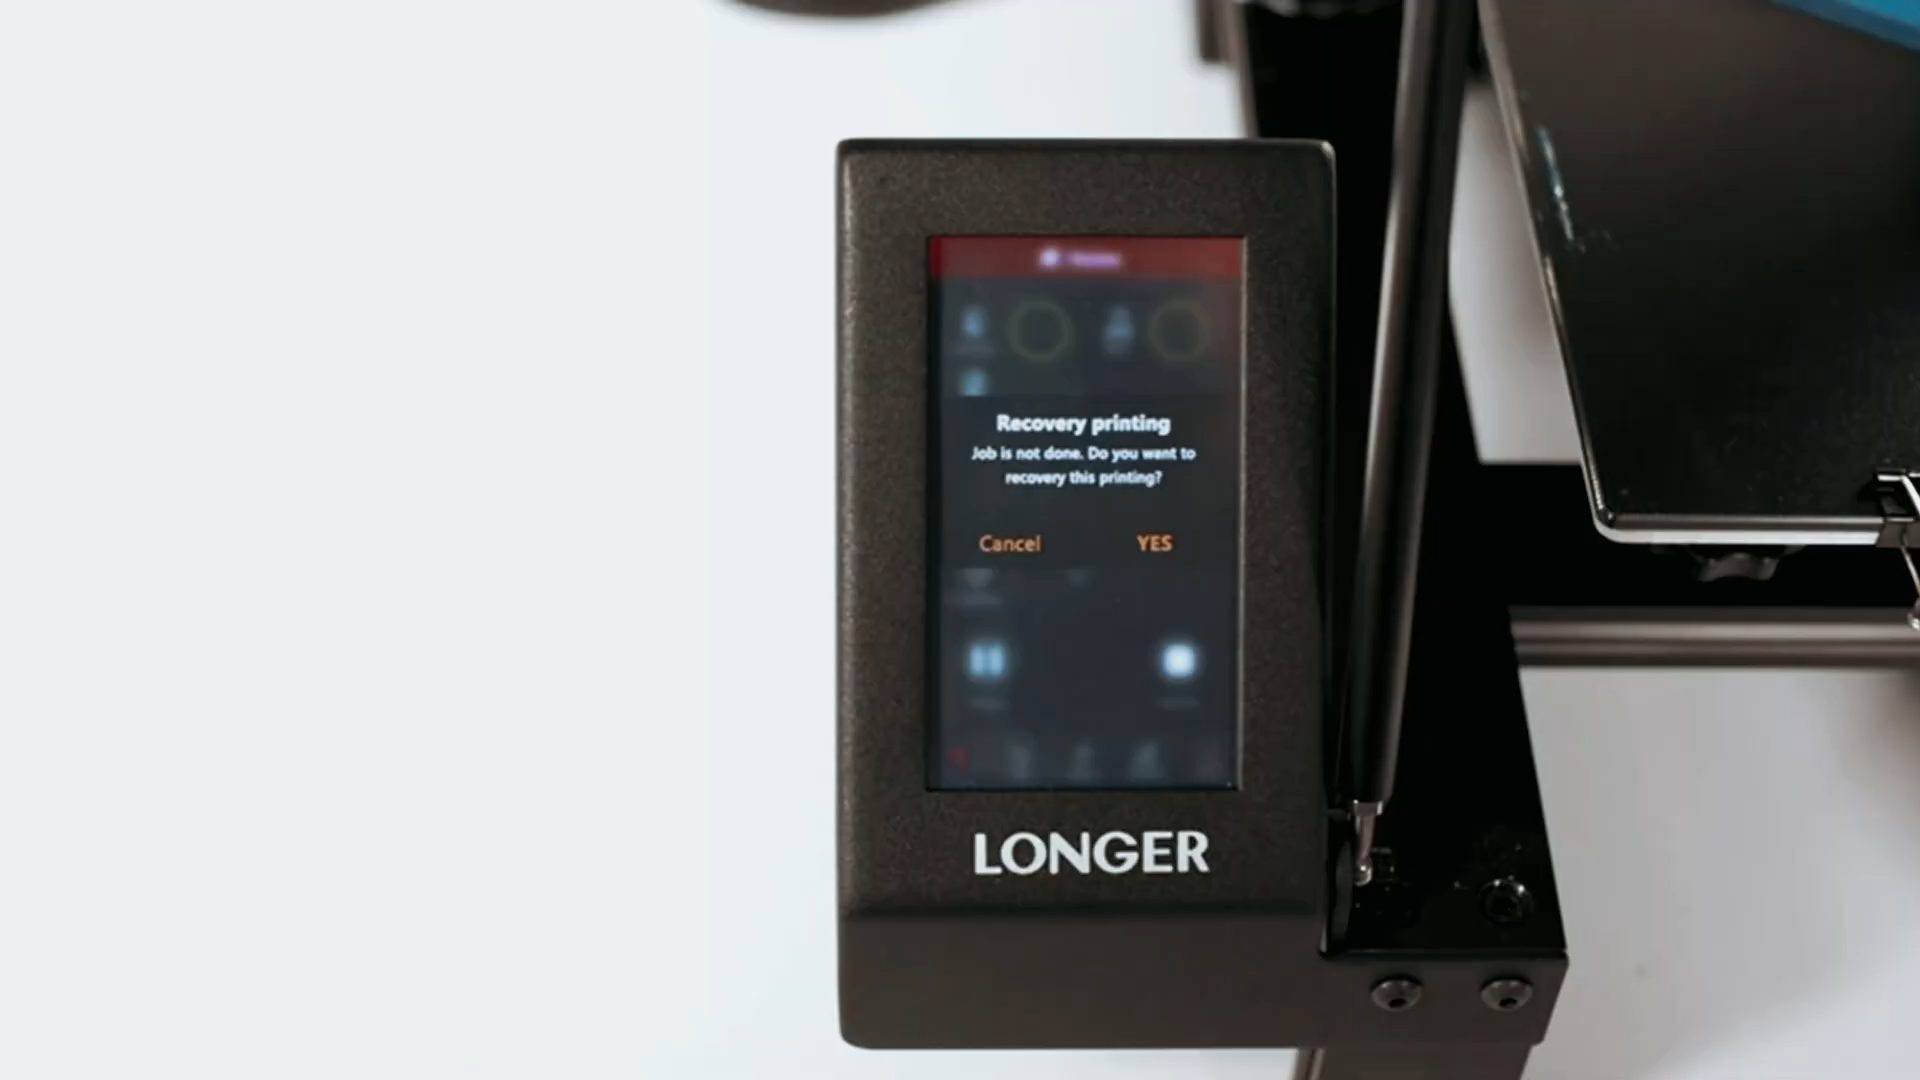 Recovery printing
Job is not done. Do you want to
recovery this printing?
Cancel YES
LONGER